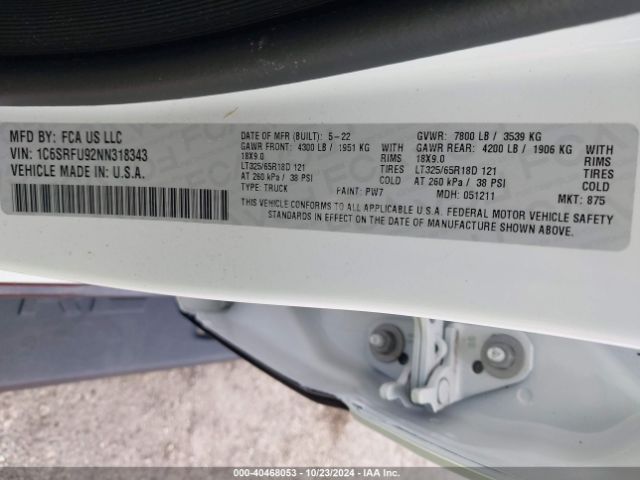 MFD BY: FCA US LLC
VIN: 1C6SRFU92NN318343
VEHICLE MADE IN: U.S.A.
DATE OF MFR (BUILT): 5-22 GVWR: 7800 LB / 3539 KG
GAWR FRONT: 4300 LB / 1951 KG GAWR REAR: 4200 LB / 1906 KG
18X9.0 RIMS 18X9.0 RIMS
LT325/65R18D 121 TIRES LT325/65R18D 121 TIRES
AT 260 kPa / 38 PSI COLD AT 260 kPa / 38 PSI COLD
TYPE: TRUCK PAINT: PW7 MDH: 051211 MKT: 875
THIS VEHICLE CONFORMS TO ALL APPLICABLE U.S.A. FEDERAL MOTOR VEHICLE SAFETY
STANDARDS IN EFFECT ON THE DATE OF MANUFACTURE SHOWN ABOVE.
000-40468053 - 10/23/2024 - IAAI.com